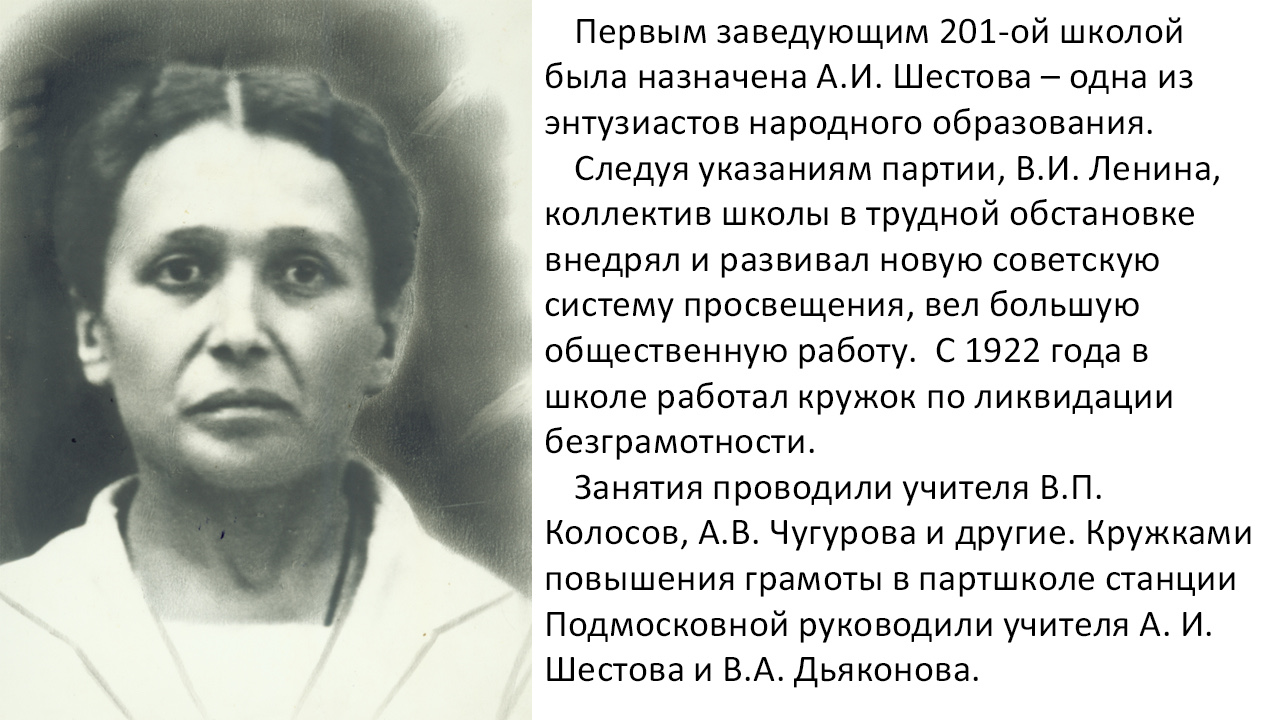 Первым заведующим 201-ой школой
была назначена А.И. Шестова – одна из
энтузиастов народного образования.
Следуя указаниям партии, В.И. Ленина,
коллектив школы в трудной обстановке
внедрял и развивал новую советскую
систему просвещения, вел большую
общественную работу.  С 1922 года в
школе работал кружок по ликвидации
безграмотности.
Занятия проводили учителя В.П.
Колосов, А.В. Чугурова и другие. Кружками
повышения грамоты в партшколе станции
Подмосковной руководили учителя А. И.
Шестова и В.А. Дьяконова.